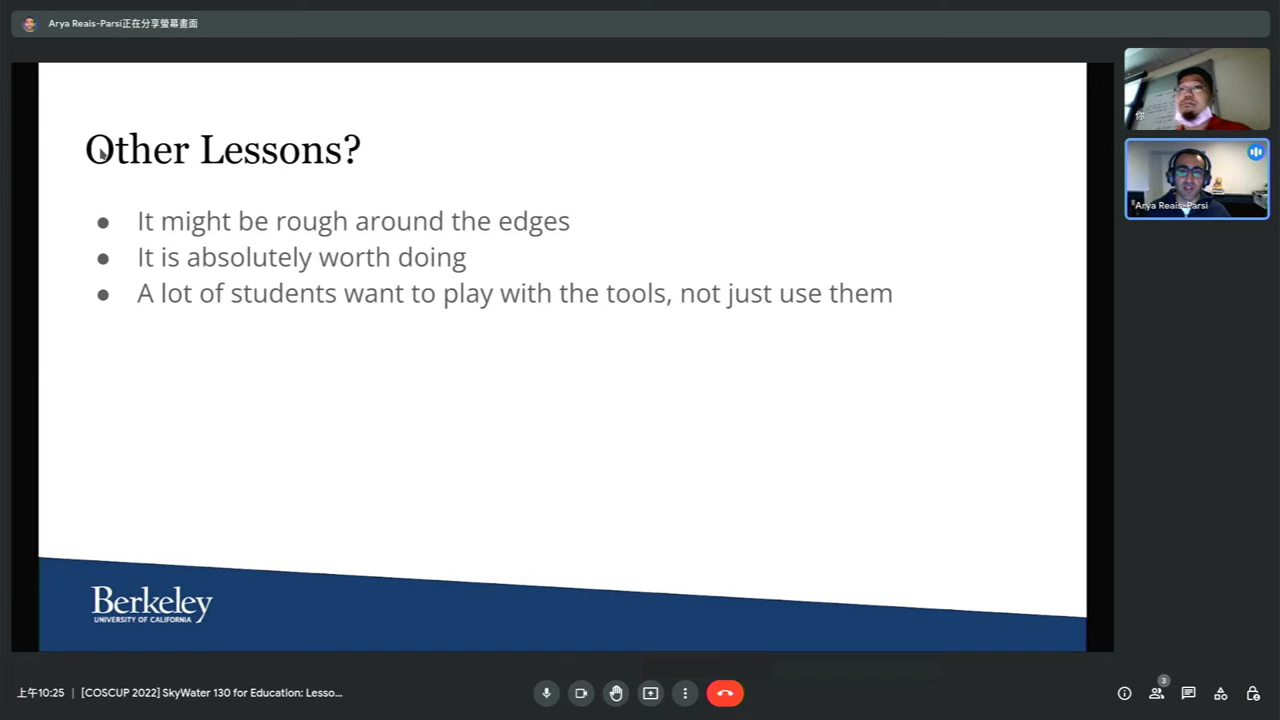 Arya Reais-Parsi正在分享螢幕畫面
Other Lessons?
● It might be rough around the edges
● It is absolutely worth doing
● A lot of students want to play with the tools, not just use them
Berkeley
UNIVERSITY OF CALIFORNIA
你
Arya Reais-Parsi
上午10:25 | [COSCUP 2022] SkyWater 130 for Education: Lesso...
3